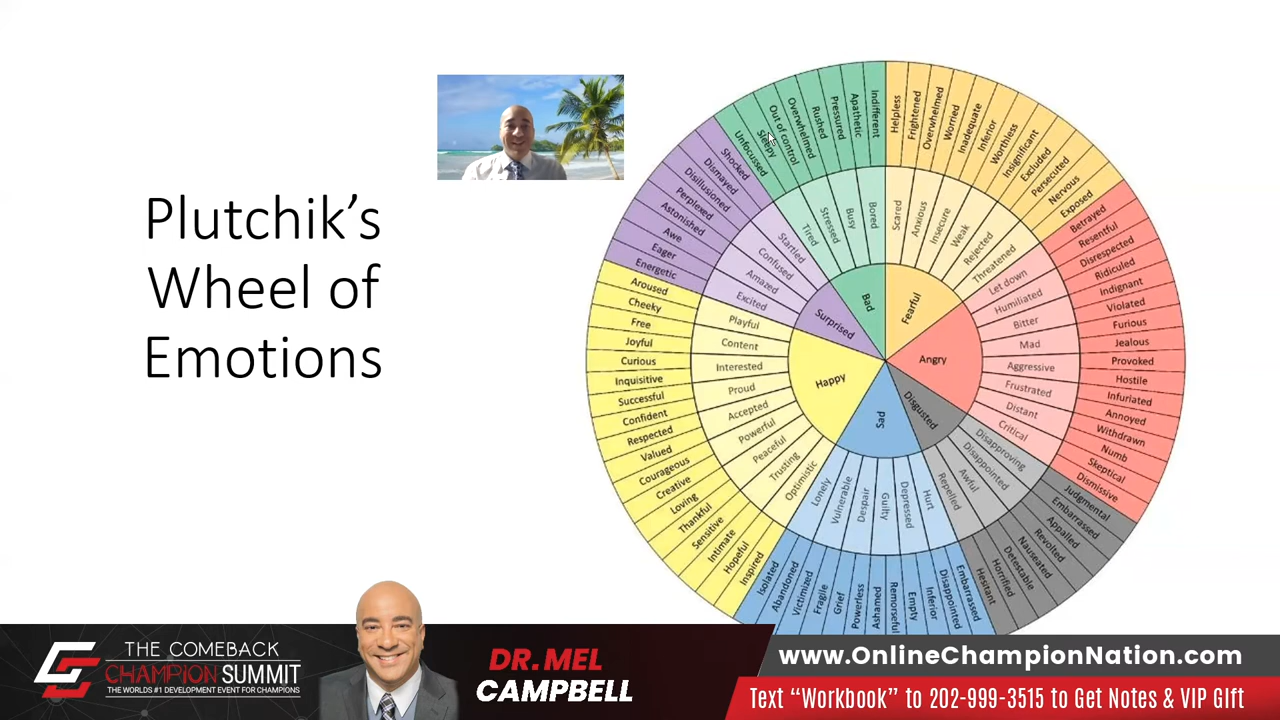 Plutchik's
Wheel of
Emotions
Bad
Fearful
Angry
Disgusted
Sad
Happy
Surprised
Tired
Stressed
Busy
Bored
Scared
Anxious
Insecure
Weak
Rejected
Threatened
Let down
Humiliated
Bitter
Mad
Aggressive
Frustrated
Distant
Critical
Disapproving
Disappointed
Awful
Repelled
Hurt
Depressed
Guilty
Despair
Vulnerable
Lonely
Optimistic
Trusting
Peaceful
Powerful
Accepted
Proud
Interested
Content
Playful
Excited
Amazed
Confused
Startled
Unfocussed
Sleepy
Out of Control
Overwhelmed
Rushed
Pressured
Apathetic
Indifferent
Helpless
Frightened
Overwhelmed
Worried
Inadequate
Inferior
Worthless
Insignificant
Excluded
Persecuted
Nervous
Exposed
Betrayed
Resentful
Disrespected
Ridiculed
Indignant
Violated
Furious
Jealous
Provoked
Hostile
Infuriated
Annoyed
Withdrawn
Numb
Skeptical
Dismissive
Judgmental
Embarrassed
Appalled
Revolted
Nauseated
Detestable
Horrified
Hesitant
Embarrassed
Disappointed
Inferior
Empty
Remorseful
Ashamed
Powerless
Grief
Fragile
Victimized
Abandoned
Isolated
Inspired
Hopeful
Intimate
Sensitive
Thankful
Loving
Creative
Courageous
Valued
Respected
Confident
Successful
Inquisitive
Curious
Joyful
Free
Cheeky
Aroused
Energetic
Eager
Awe
Astonished
Perplexed
Disillusioned
Dismayed
Shocked
THE COMEBACK
CHAMPION SUMMIT
THE WORLDS #1 DEVELOPMENT EVENT FOR CHAMPIONS
DR. MEL
CAMPBELL
www.OnlineChampionNation.com
Text “Workbook” to 202-999-3515 to Get Notes & VIP GIft